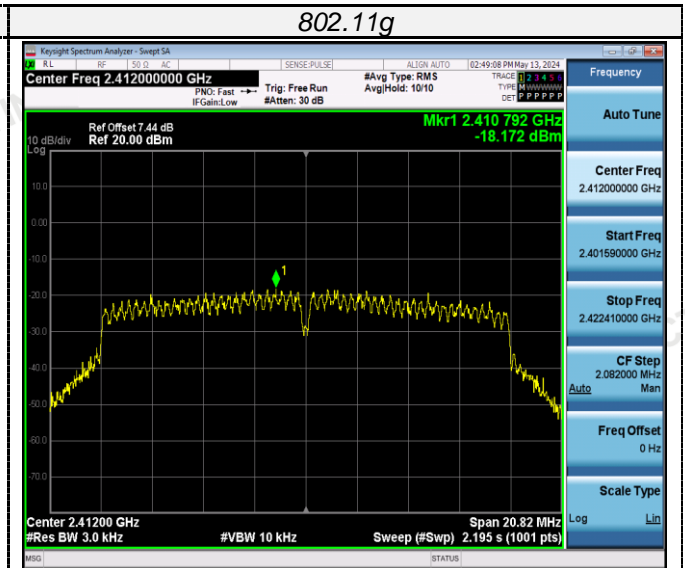 802.11g
Keysight Spectrum Analyzer - Swept SA
RL RF 50 Ω AC SENSE:PULSE ALIGN AUTO 02:49:08 PM May 13, 2024
Center Freq 2.412000000 GHz
PNO: Fast
IFGain:Low
Trig: Free Run
#Atten: 30 dB
#Avg Type: RMS
Avg|Hold: 10/10
TRACE 1 2 3 4 5 6
TYPE M W W W W W
DET P P P P P P
Ref Offset 7.44 dB
10 dB/div Ref 20.00 dBm
Log
Mkr1 2.410 792 GHz
-18.172 dBm
10.0
0.00
-10.0
-20.0
-30.0
-40.0
-50.0
-60.0
-70.0
1
Center 2.41200 GHz Span 20.82 MHz
#Res BW 3.0 kHz #VBW 10 kHz Sweep (#Swp) 2.195 s (1001 pts)
MSG STATUS
Frequency
Auto Tune
Center Freq
2.412000000 GHz
Start Freq
2.401590000 GHz
Stop Freq
2.422410000 GHz
CF Step
2.082000 MHz
Auto Man
Freq Offset
0 Hz
Scale Type
Log Lin